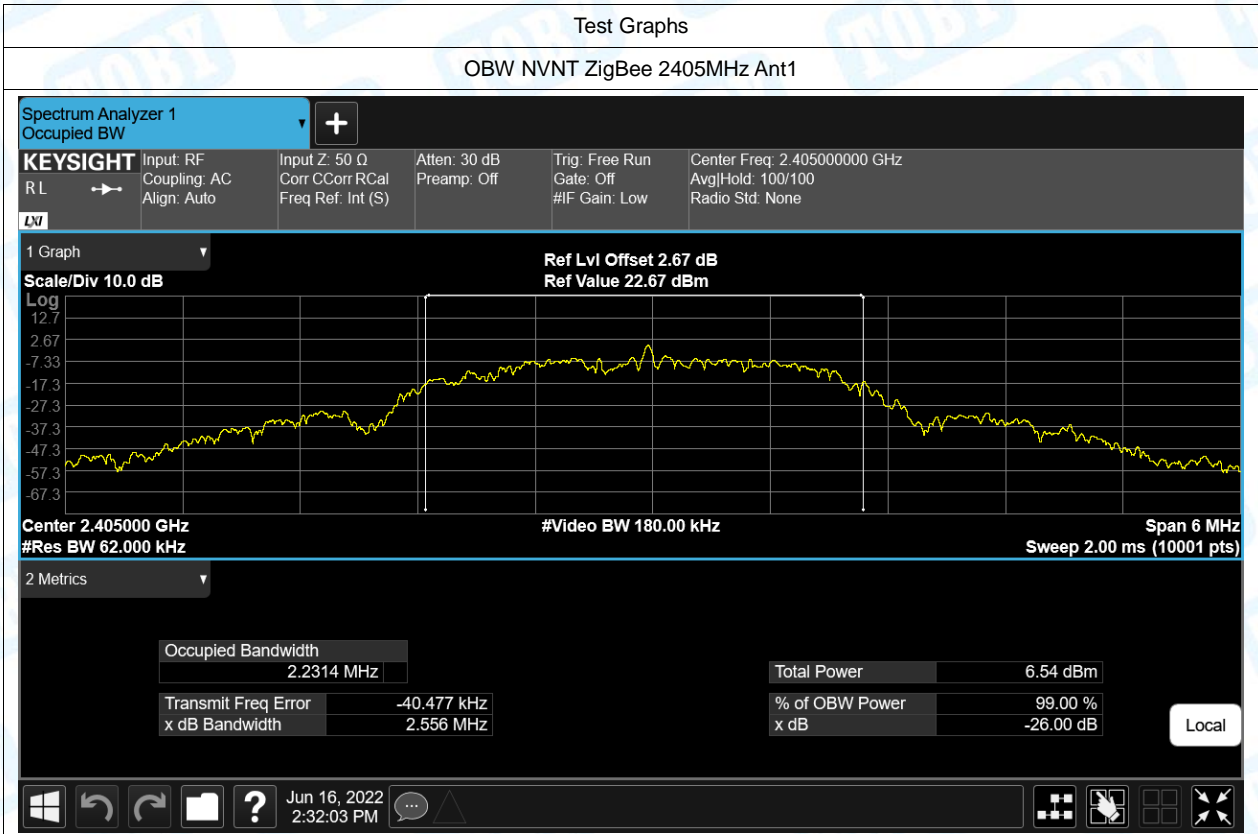 Test Graphs
OBW NVNT ZigBee 2405MHz Ant1
Spectrum Analyzer 1
Occupied BW
KEYSIGHT
R L
LXI
Input: RF
Coupling: AC
Align: Auto
Input Z: 50 Ω
Corr CCorr RCal
Freq Ref: Int (S)
Atten: 30 dB
Preamp: Off
Trig: Free Run
Gate: Off
#IF Gain: Low
Center Freq: 2.405000000 GHz
Avg|Hold: 100/100
Radio Std: None
1 Graph
Scale/Div 10.0 dB
Ref Lvl Offset 2.67 dB
Ref Value 22.67 dBm
Log
12.7
2.67
-7.33
-17.3
-27.3
-37.3
-47.3
-57.3
-67.3
Center 2.405000 GHz
#Res BW 62.000 kHz
#Video BW 180.00 kHz
Span 6 MHz
Sweep 2.00 ms (10001 pts)
2 Metrics
Occupied Bandwidth
2.2314 MHz
Transmit Freq Error -40.477 kHz
x dB Bandwidth 2.556 MHz
Total Power 6.54 dBm
% of OBW Power 99.00 %
x dB -26.00 dB
Local
?
Jun 16, 2022
2:32:03 PM
TOBY
TOBY
TOBY
TOBY